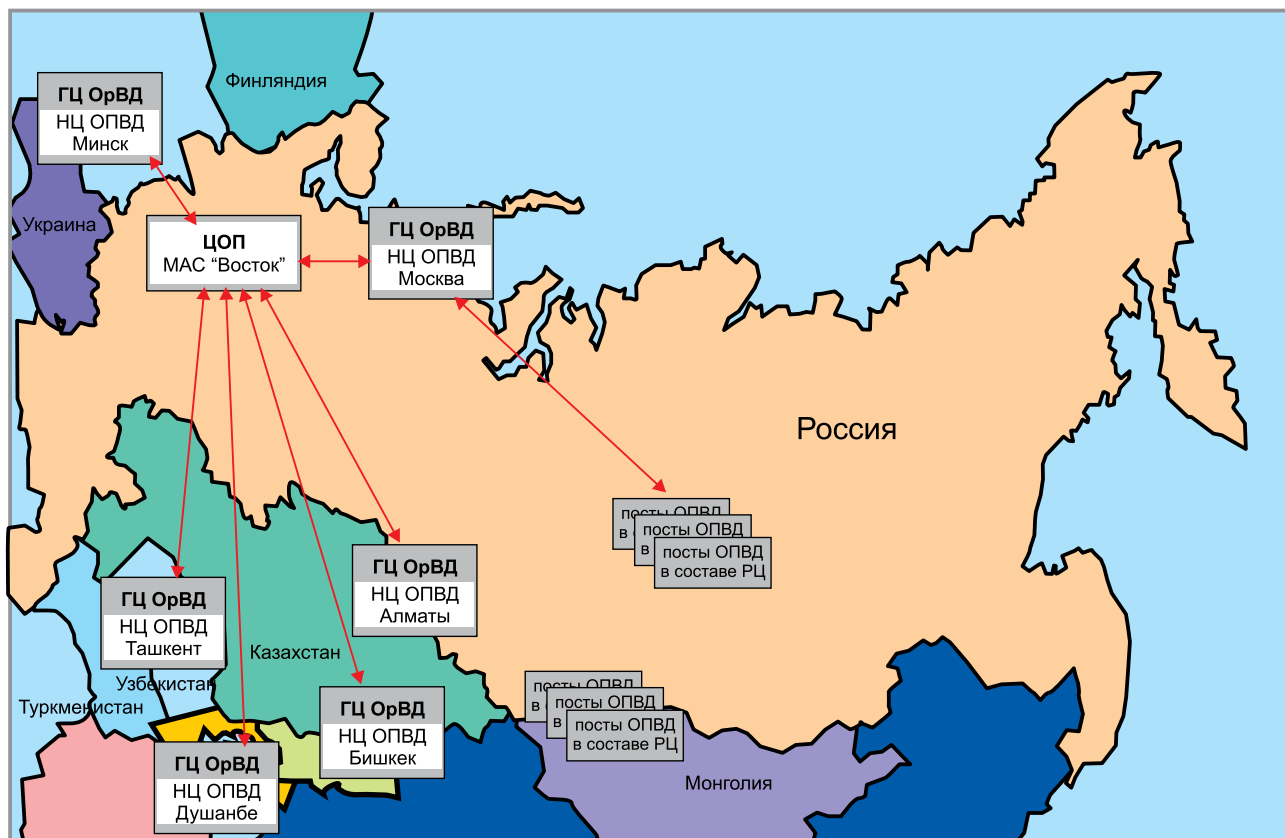 Финляндия
ГЦ ОрВД
НЦ ОПВД
Минск
Украина
ЦОП
МАС “Восток”
ГЦ ОрВД
НЦ ОПВД
Москва
Россия
посты ОПВД
в
посты ОПВД
в
посты ОПВД
в составе РЦ
ГЦ ОрВД
НЦ ОПВД
Алматы
ГЦ ОрВД
НЦ ОПВД
Ташкент
Казахстан
Узбекистан
Туркменистан
посты ОПВД
в
посты ОПВД
в
посты ОПВД
в составе РЦ
ГЦ ОрВД
НЦ ОПВД
Бишкек
ГЦ ОрВД
НЦ ОПВД
Душанбе
Монголия